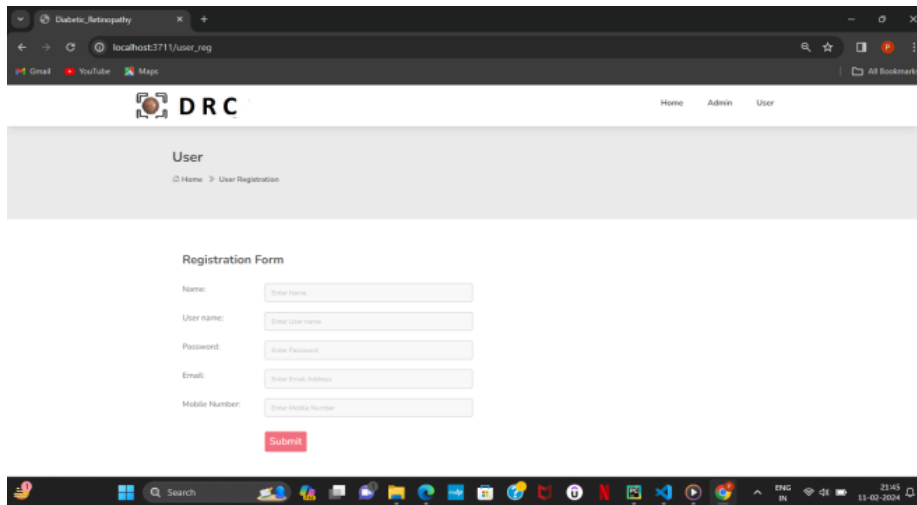 Diabetic_Retinopathy
localhost:3711/user_reg
P
Gmail YouTube Maps All Bookmarks
DRC Home Admin User
User
Home User Registration
Registration Form
Name: Enter Name
User name: Enter User name
Password: Enter Password
Email: Enter Email Address
Mobile Number: Enter Mobile Number
Submit
Search ENG 21:45
IN 11-02-2024